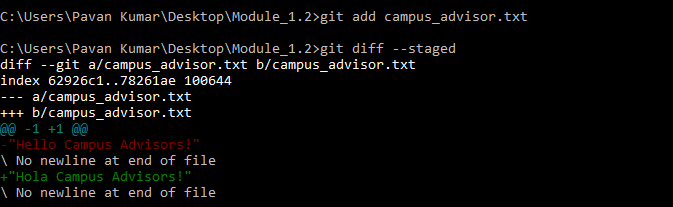 C:\Users\Pavan Kumar\Desktop\Module_1.2>git add campus_advisor.txt
C:\Users\Pavan Kumar\Desktop\Module_1.2>git diff --staged
diff --git a/campus_advisor.txt b/campus_advisor.txt
index 62926c1..78261ae 100644
--- a/campus_advisor.txt
+++ b/campus_advisor.txt
@@ -1 +1 @@
-"Hello Campus Advisors!"
\ No newline at end of file
+"Hola Campus Advisors!"
\ No newline at end of file